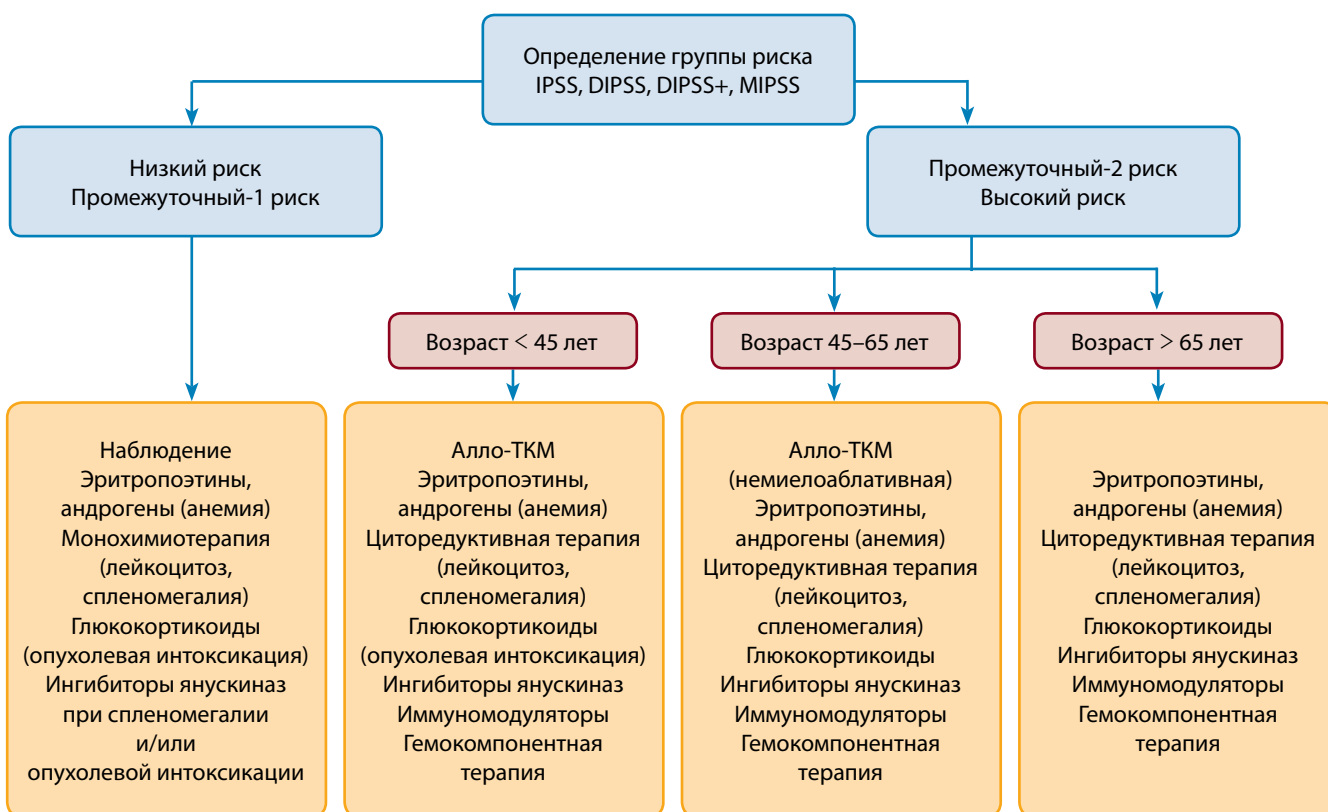 Определение группы риска
IPSS, DIPSS, DIPSS+, MIPSS
Низкий риск
Промежуточный-1 риск
Промежуточный-2 риск
Высокий риск
Возраст < 45 лет
Возраст 45–65 лет
Возраст > 65 лет
Наблюдение
Эритропоэтины,
андрогены (анемия)
Монохимиотерапия
(лейкоцитоз,
спленомегалия)
Глюкокортикоиды
(опухолевая интоксикация)
Ингибиторы янускиназ
при спленомегалии
и/или
опухолевой интоксикации
Алло-ТКМ
Эритропоэтины,
андрогены (анемия)
Циторедуктивная терапия
(лейкоцитоз,
спленомегалия)
Глюкокортикоиды
(опухолевая интоксикация)
Ингибиторы янускиназ
Иммуномодуляторы
Гемокомпонентная
терапия
Алло-ТКМ
(немиелоаблативная)
Эритропоэтины,
андрогены (анемия)
Циторедуктивная терапия
(лейкоцитоз,
спленомегалия)
Глюкокортикоиды
Ингибиторы янускиназ
Иммуномодуляторы
Гемокомпонентная
терапия
Эритропоэтины,
андрогены (анемия)
Циторедуктивная терапия
(лейкоцитоз,
спленомегалия)
Глюкокортикоиды
Ингибиторы янускиназ
Иммуномодуляторы
Гемокомпонентная
терапия